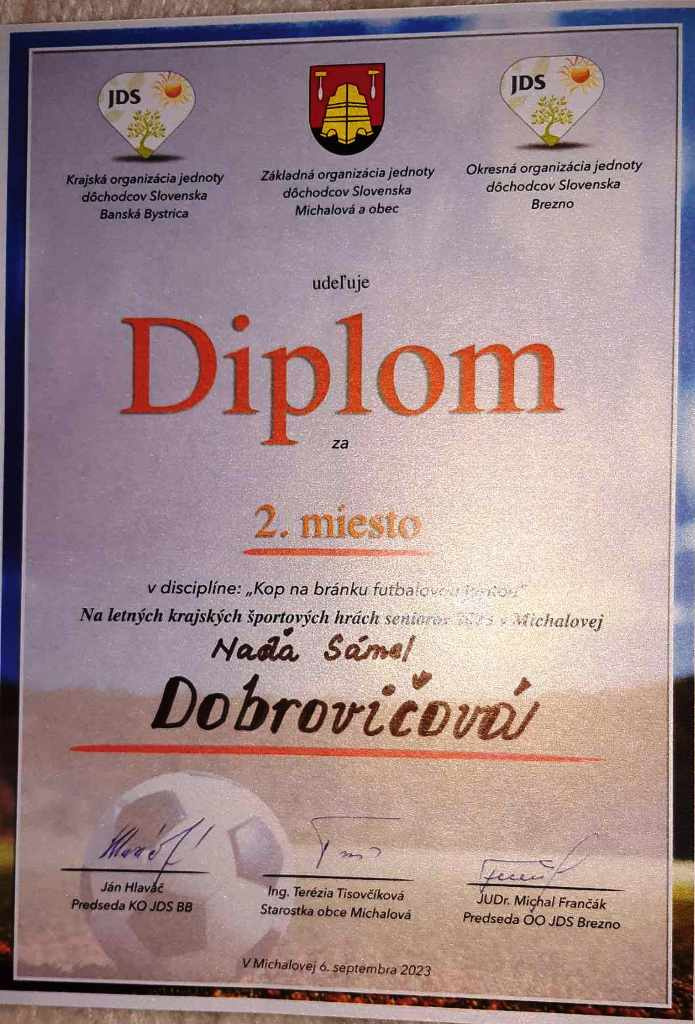 JDS
JDS
Krajská organizácia jednoty
dôchodcov Slovenska
Banská Bystrica
Základná organizácia jednoty
dôchodcov Slovenska
Michalová a obec
Okresná organizácia jednoty
dôchodcov Slovenska
Brezno
udeľuje
Diplom
za
2. miesto
v disciplíne: „Kop na bránku futbalovou loptou"
Na letných krajských športových hrách seniorov 2023 v Michalovej
Naďa Sámel
Dobrovičová
Ján Hlaváč
Predseda KO JDS BB
Ing. Terézia Tisovčíková
Starostka obce Michalová
JUDr. Michal Frančák
Predseda OO JDS Brezno
V Michalovej 6. septembra 2023